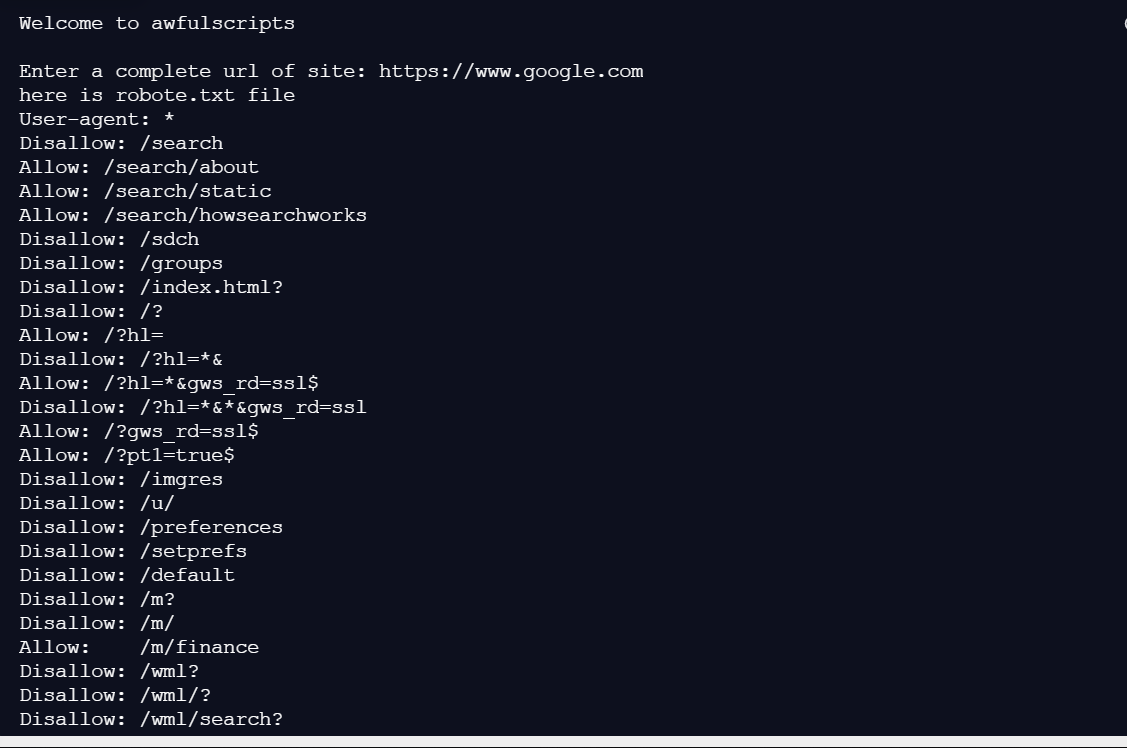 Welcome to awfulscripts
Enter a complete url of site: https://www.google.com
here is robote.txt file
User-agent: *
Disallow: /search
Allow: /search/about
Allow: /search/static
Allow: /search/howsearchworks
Disallow: /sdch
Disallow: /groups
Disallow: /index.html?
Disallow: /?
Allow: /?hl=
Disallow: /?hl=*&
Allow: /?hl=*&gws_rd=ssl$
Disallow: /?hl=*&*&gws_rd=ssl
Allow: /?gws_rd=ssl$
Allow: /?pt1=true$
Disallow: /imgres
Disallow: /u/
Disallow: /preferences
Disallow: /setprefs
Disallow: /default
Disallow: /m?
Disallow: /m/
Allow:    /m/finance
Disallow: /wml?
Disallow: /wml/?
Disallow: /wml/search?